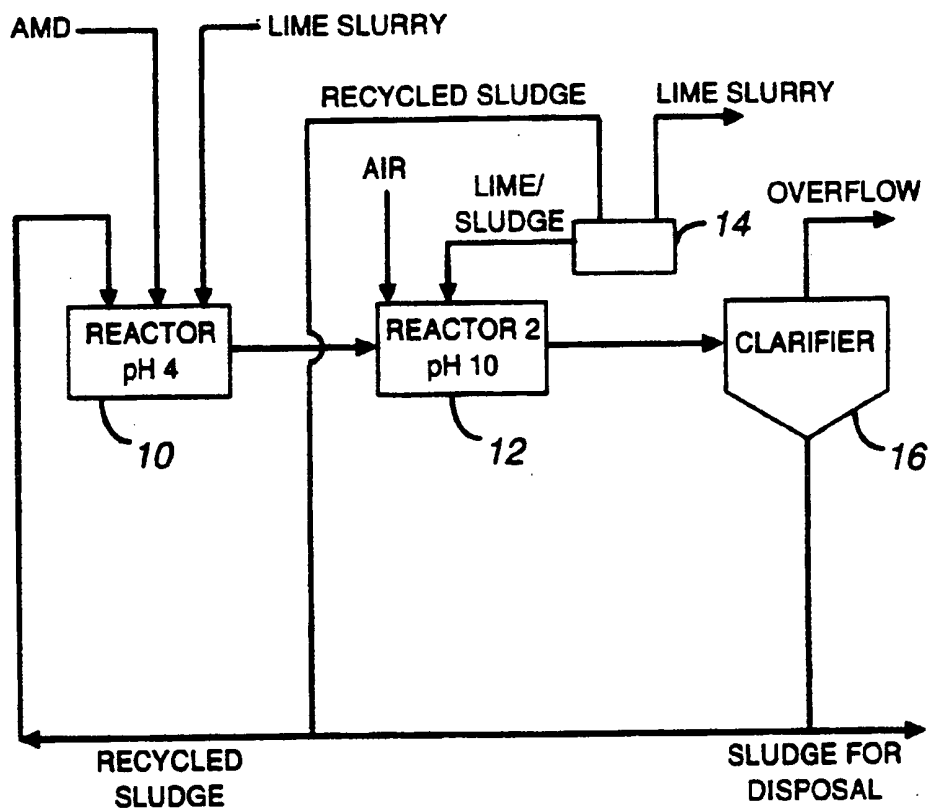 AMD
LIME SLURRY
RECYCLED SLUDGE
LIME SLURRY
AIR
LIME/
SLUDGE
14
OVERFLOW
REACTOR
pH 4
REACTOR 2
pH 10
CLARIFIER
10
12
16
RECYCLED
SLUDGE
SLUDGE FOR
DISPOSAL